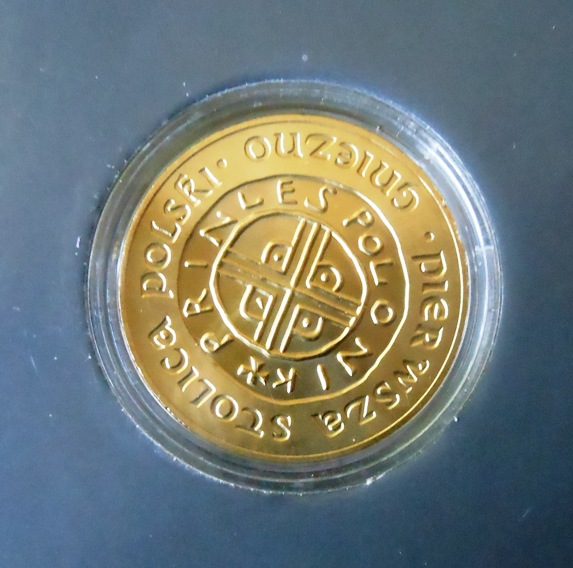 gniezno · pierwsza stolica polski ·
PRINLES POLONIK